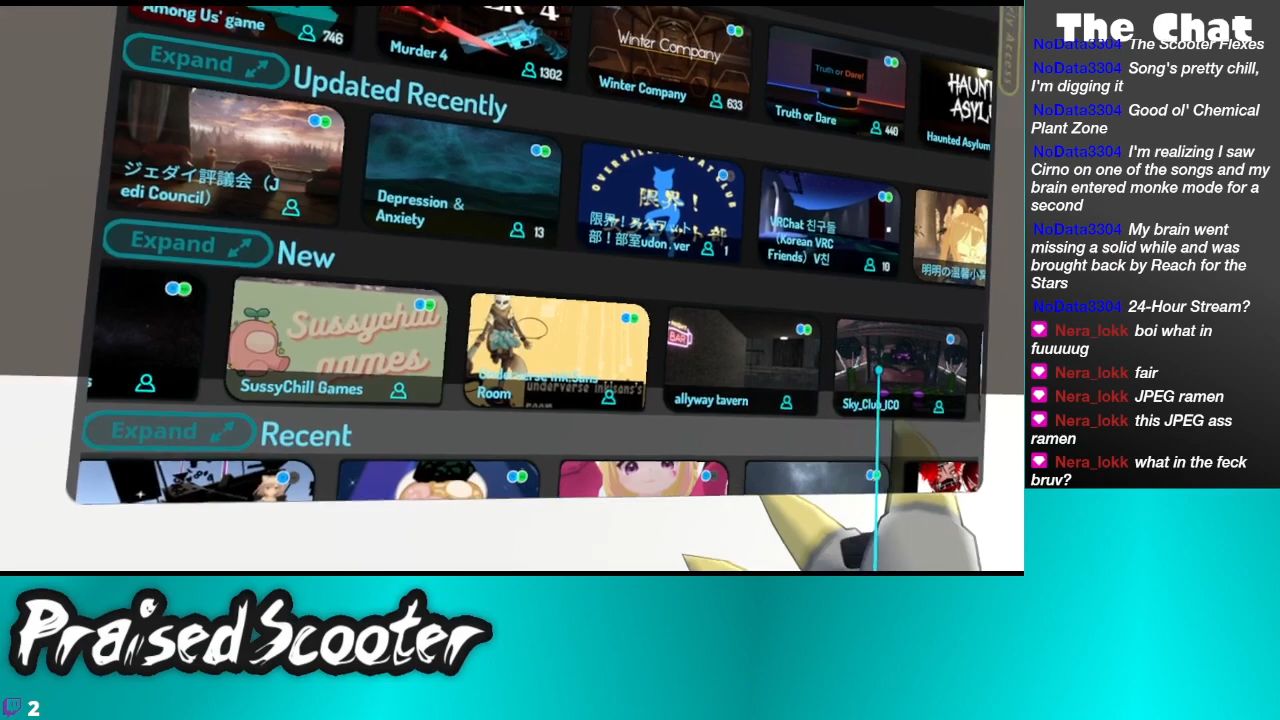 Among Us' game
746
Murder 4
1302
Winter Company
Winter Company
633
Truth or Dare!
Truth or Dare
440
HAUNT
ASYL
Haunted Asylum
Expand
Updated Recently
ジェダイ評議会（J
edi Council）
Depression &
Anxiety
13
1
VRChat 친구들
(Korean VRC
Friends) V친
10
Expand
New
Sussychill
games
SussyChill Games
Room
allyway tavern
BAR
Sky_Club_ICO
Expand
Recent
The Chat
NoData3304 The Scooter Flexes
NoData3304 Song's pretty chill,
I'm digging it
NoData3304 Good ol' Chemical
Plant Zone
NoData3304 I'm realizing I saw
Cirno on one of the songs and my
brain entered monke mode for a
second
NoData3304 My brain went
missing a solid while and was
brought back by Reach for the
Stars
NoData3304 24-Hour Stream?
Nera_lokk boi what in
fuuuuug
Nera_lokk fair
Nera_lokk JPEG ramen
Nera_lokk this JPEG ass
ramen
Nera_lokk what in the feck
bruv?
PraisedScooter
2